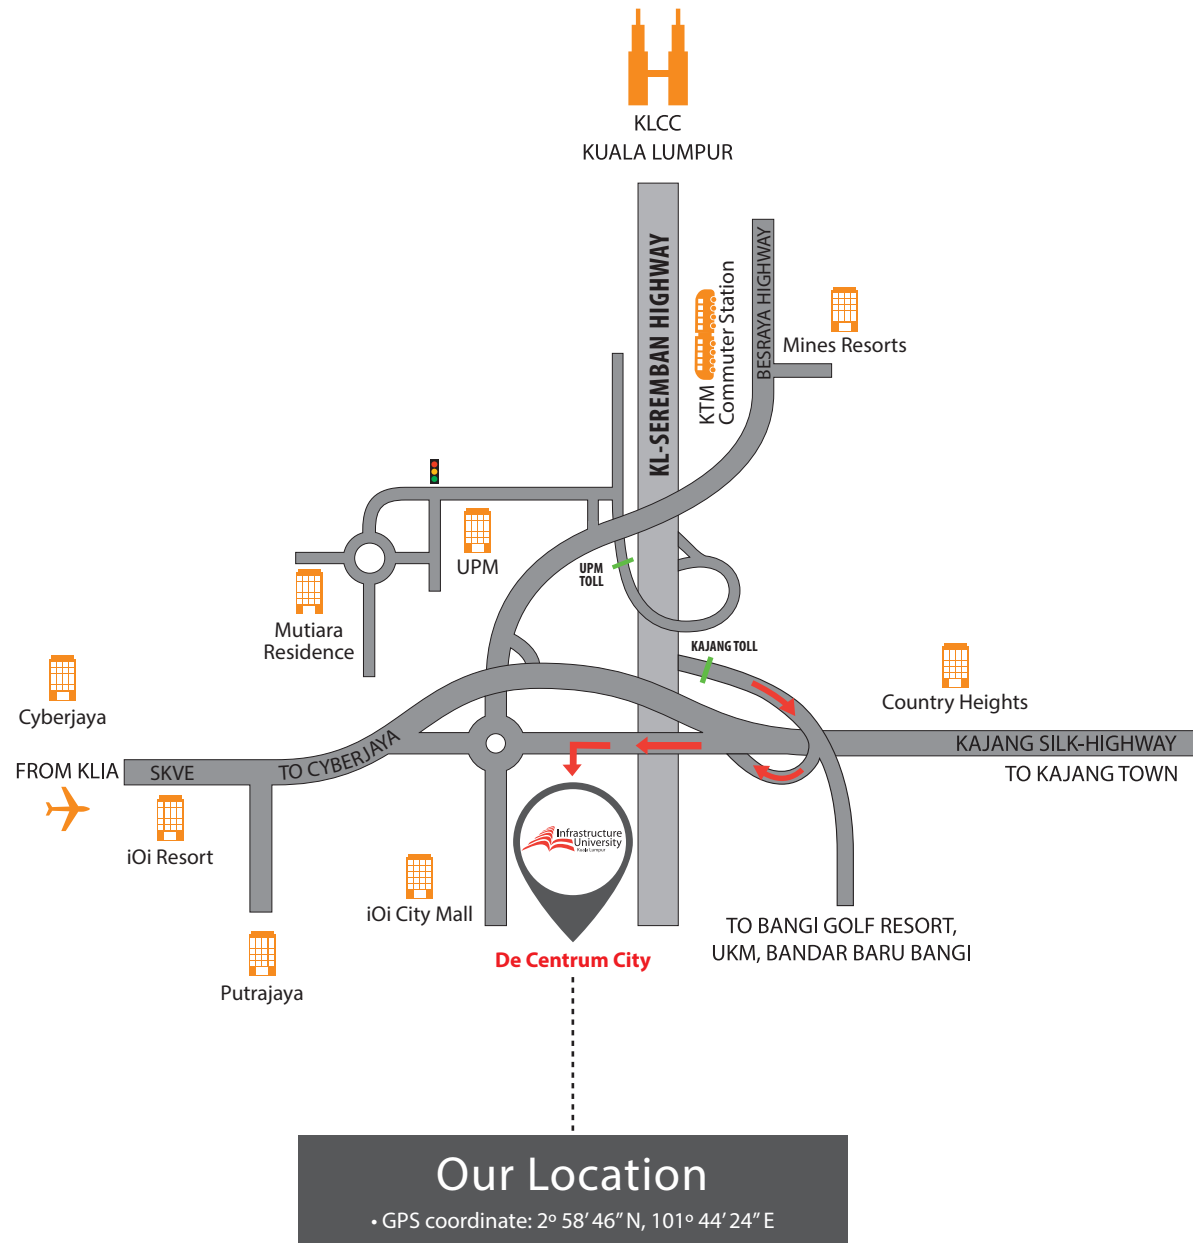 KLCC
KUALA LUMPUR
KL-SEREMBAN HIGHWAY
KTM
Commuter Station
BESRAYA HIGHWAY
Mines Resorts
UPM
UPM
TOLL
Mutiara
Residence
KAJANG TOLL
Cyberjaya
Country Heights
FROM KLIA
SKVE
TO CYBERJAYA
KAJANG SILK-HIGHWAY
TO KAJANG TOWN
iOi Resort
Infrastructure
University
Kuala Lumpur
iOi City Mall
TO BANGI GOLF RESORT,
UKM, BANDAR BARU BANGI
De Centrum City
Putrajaya
Our Location
• GPS coordinate: 2º 58’ 46” N, 101º 44’ 24” E